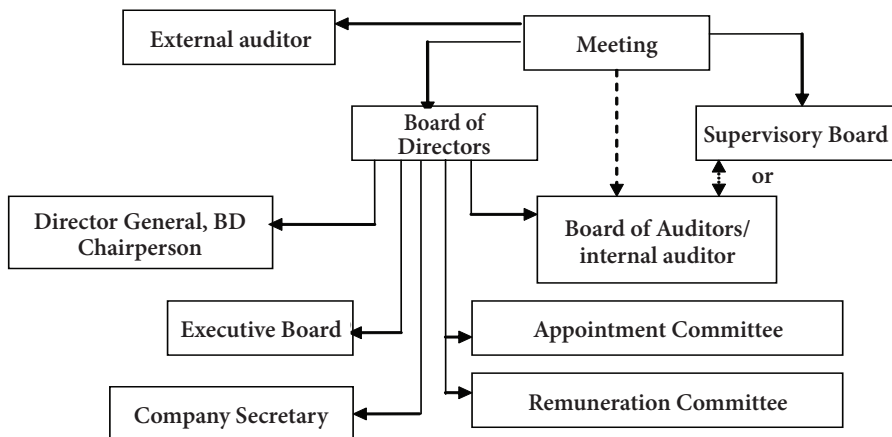 External auditor
Meeting
Board of
Directors
Supervisory Board
or
Director General, BD
Chairperson
Board of Auditors/
internal auditor
Executive Board
Appointment Committee
Company Secretary
Remuneration Committee